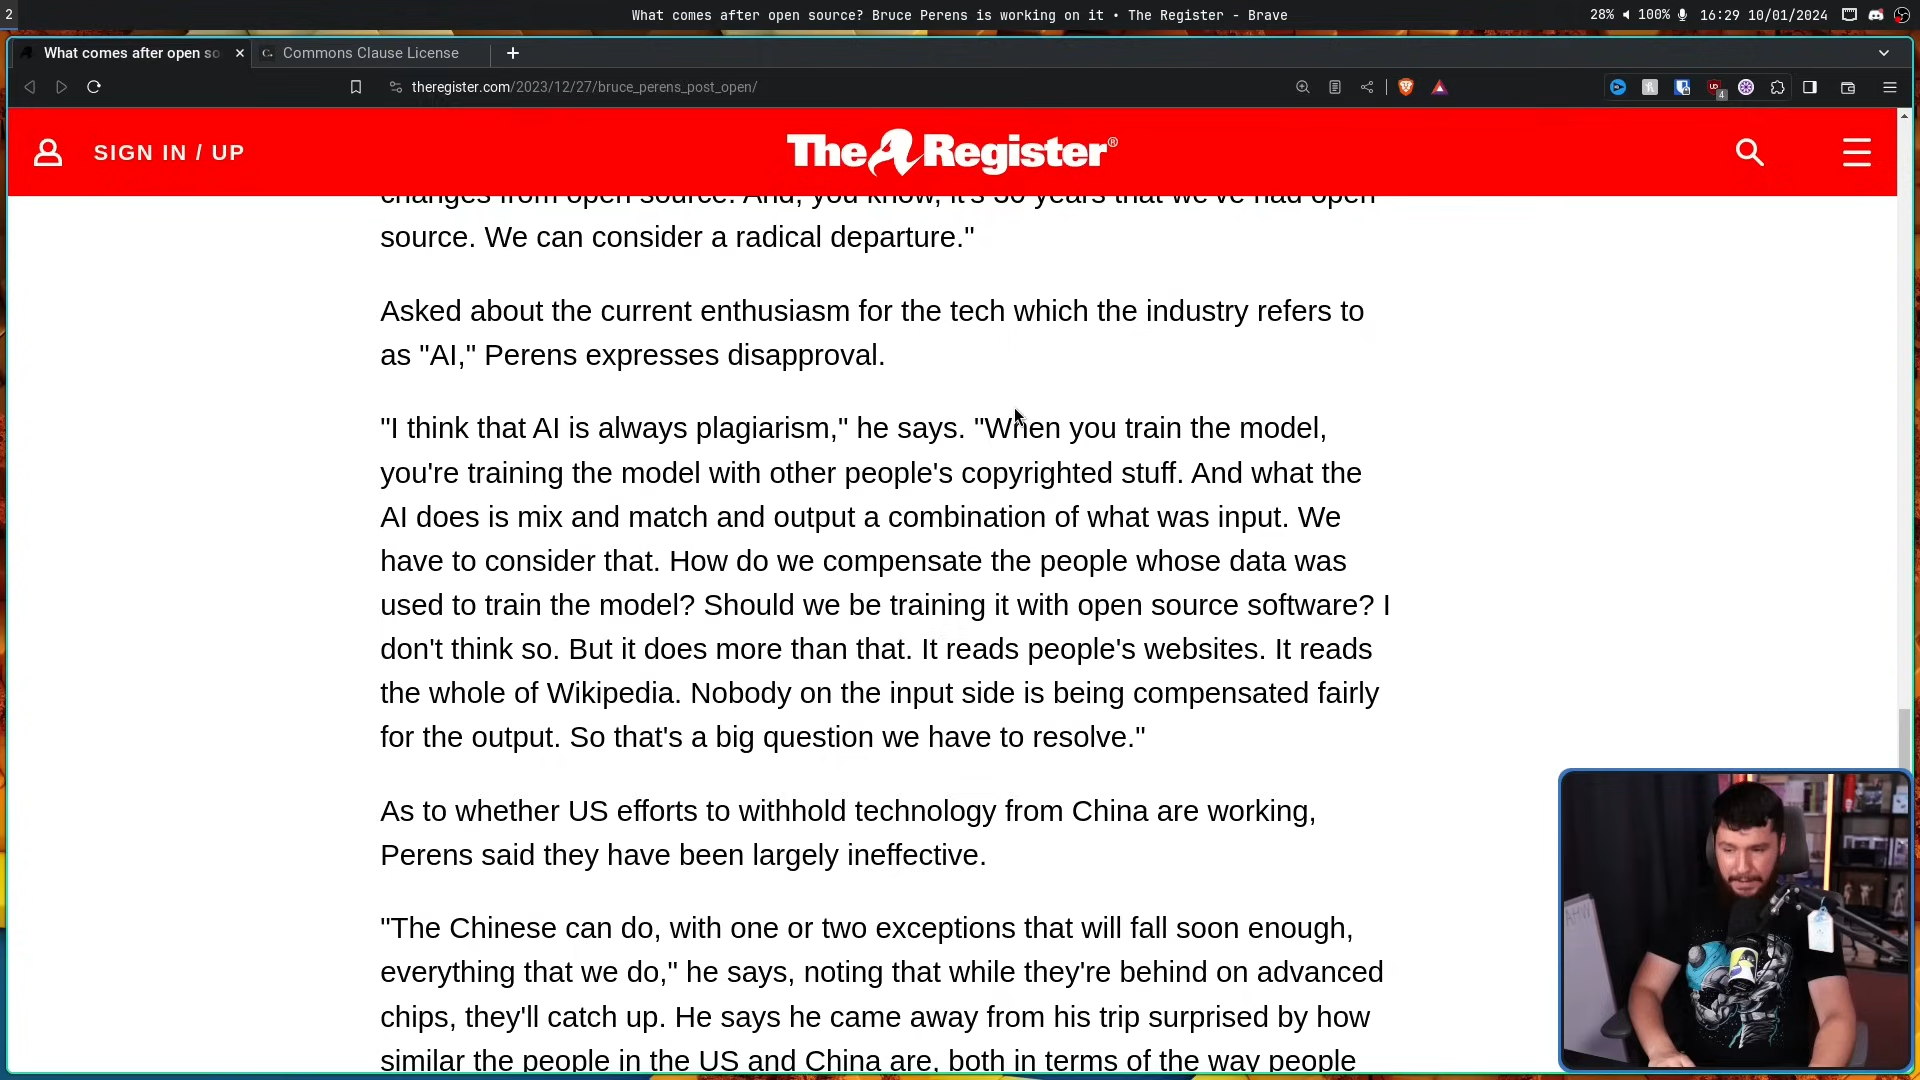 2
What comes after open source? Bruce Perens is working on it • The Register - Brave
28% 100% 16:29 10/01/2024
What comes after open so
Commons Clause License
theregister.com/2023/12/27/bruce_perens_post_open/
4
SIGN IN / UP
The Register®
changes from open source. And, you know, it's 30 years that we've had open
source. We can consider a radical departure."
Asked about the current enthusiasm for the tech which the industry refers to
as "AI," Perens expresses disapproval.
"I think that AI is always plagiarism," he says. "When you train the model,
you're training the model with other people's copyrighted stuff. And what the
AI does is mix and match and output a combination of what was input. We
have to consider that. How do we compensate the people whose data was
used to train the model? Should we be training it with open source software? I
don't think so. But it does more than that. It reads people's websites. It reads
the whole of Wikipedia. Nobody on the input side is being compensated fairly
for the output. So that's a big question we have to resolve."
As to whether US efforts to withhold technology from China are working,
Perens said they have been largely ineffective.
"The Chinese can do, with one or two exceptions that will fall soon enough,
everything that we do," he says, noting that while they're behind on advanced
chips, they'll catch up. He says he came away from his trip surprised by how
similar the people in the US and China are, both in terms of the way people